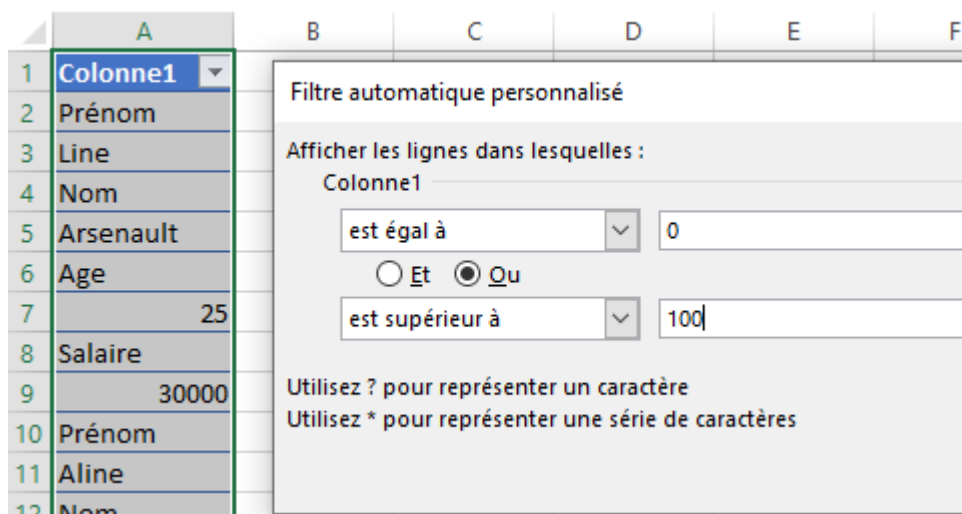 A B C D E F
1 Colonne1
2 Prénom
3 Line
4 Nom
5 Arsenault
6 Age
7 25
8 Salaire
9 30000
10 Prénom
11 Aline
12 Nom
Filtre automatique personnalisé
Afficher les lignes dans lesquelles :
Colonne1
est égal à 0
Et Ou
est supérieur à 100
Utilisez ? pour représenter un caractère
Utilisez * pour représenter une série de caractères